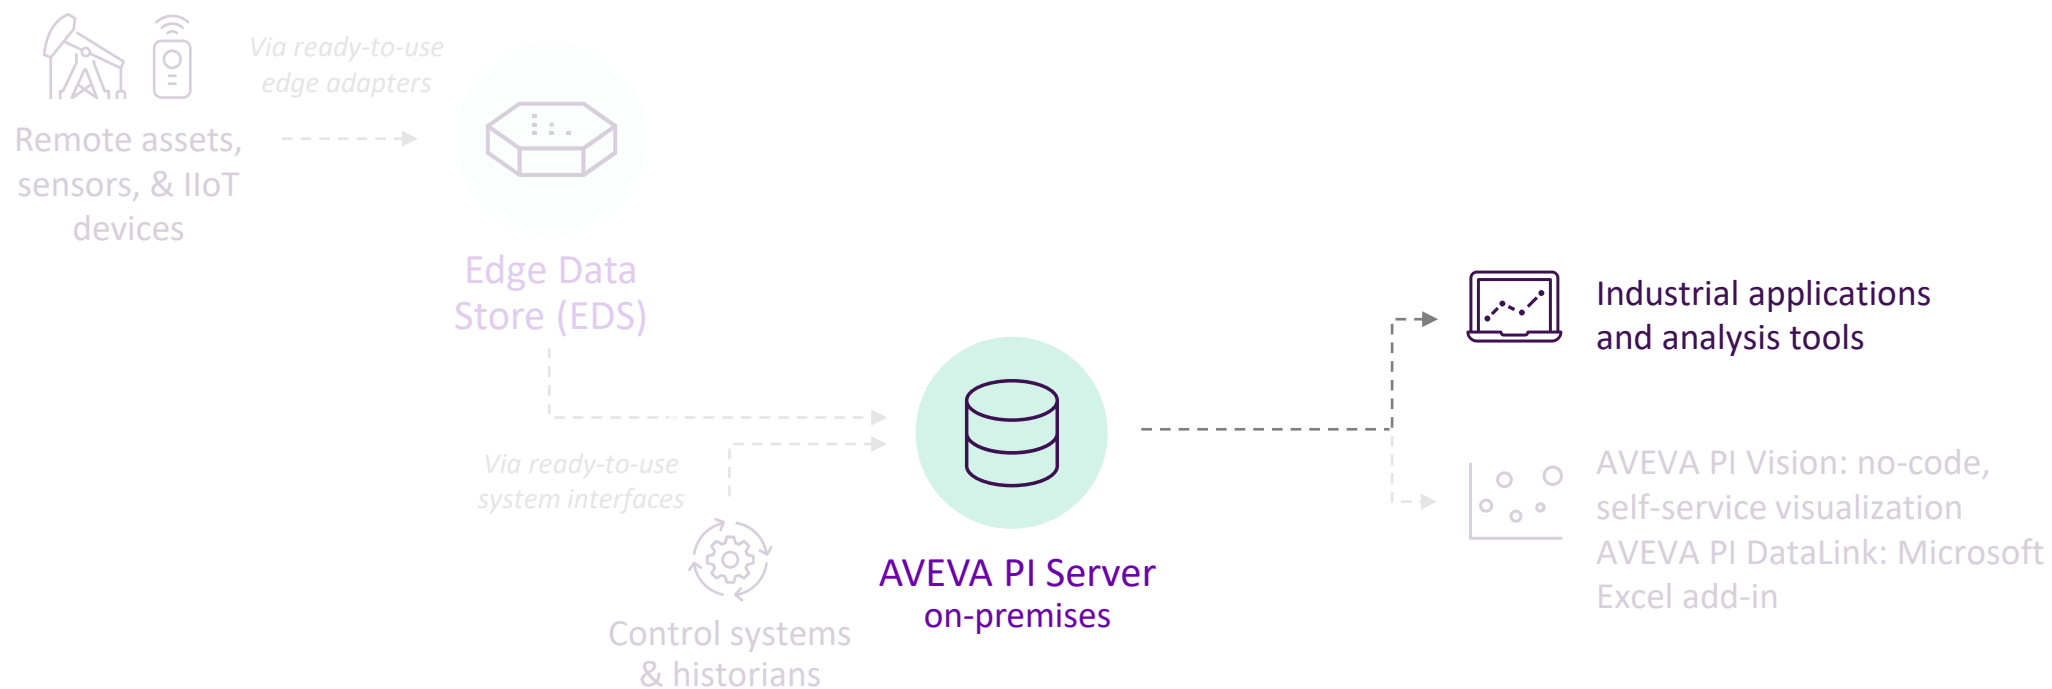 Via ready-to-use
edge adapters
Remote assets,
sensors, & IIoT
devices
Edge Data
Store (EDS)
Via ready-to-use
system interfaces
Control systems
& historians
AVEVA PI Server
on-premises
Industrial applications
and analysis tools
AVEVA PI Vision: no-code,
self-service visualization
AVEVA PI DataLink: Microsoft
Excel add-in